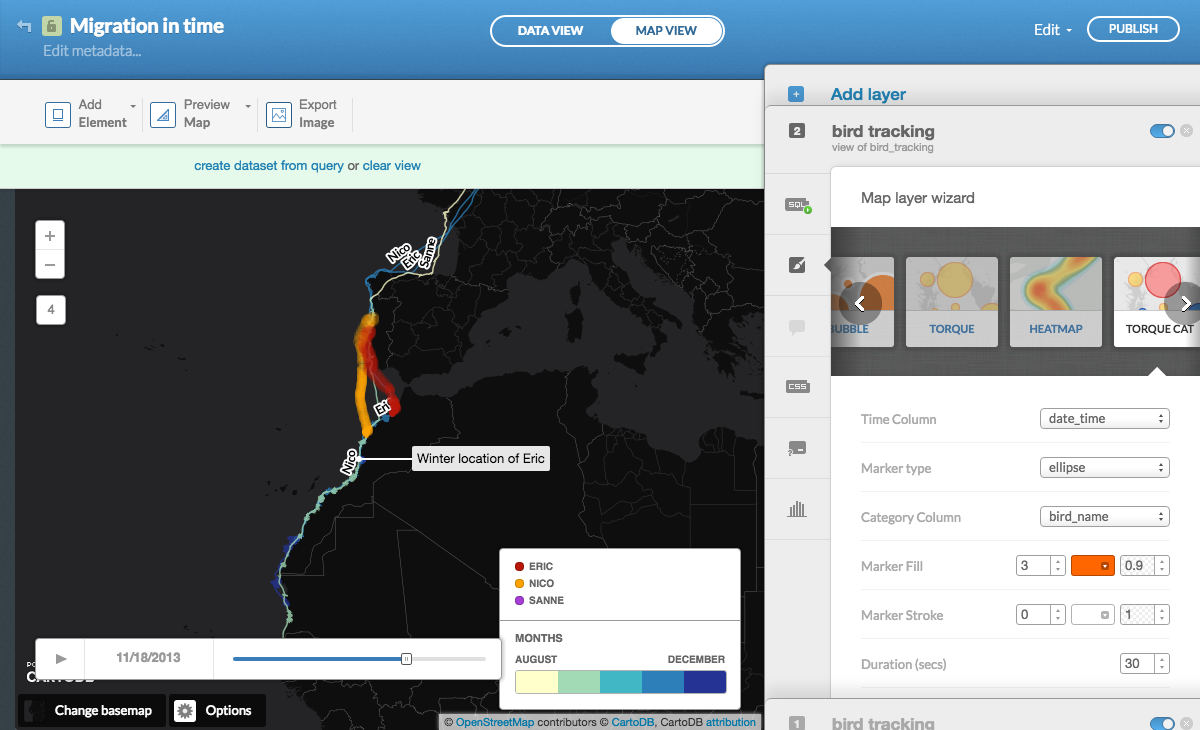 Migration in time
Edit metadata...
DATA VIEW
MAP VIEW
Edit
PUBLISH
Add Element
Preview Map
Export Image
create dataset from query or clear view
+
−
4
Nico
Eric
Sanne
Nico
Winter location of Eric
ERIC
NICO
SANNE
MONTHS
AUGUST
DECEMBER
11/18/2013
CARTODB
Change basemap
Options
© OpenStreetMap contributors © CartoDB, CartoDB attribution
+
Add layer
2
bird tracking
view of bird_tracking
SQL
CSS
Map layer wizard
BUBBLE
TORQUE
HEATMAP
TORQUE CAT
Time Column
date_time
Marker type
ellipse
Category Column
bird_name
Marker Fill
3
0.9
Marker Stroke
0
1
Duration (secs)
30
1
bird tracking